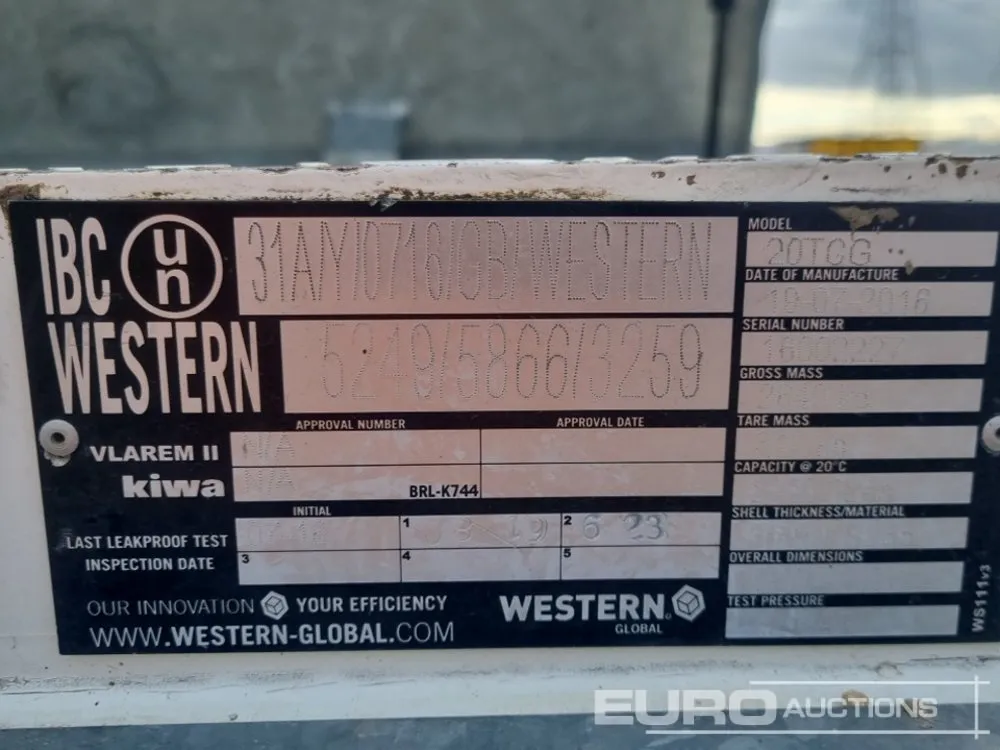 IBC
un
31A/Y/0716/GB/WESTERN
WESTERN
5249/5866/3259
MODEL
20TCG
DATE OF MANUFACTURE
19-07-2016
SERIAL NUNBER
GROSS MASS
TARE MASS
CAPACITY @ 20°C
SHELL THICKNESS/MATERIAL
OVERALL DIMENSIONS
TEST PRESSURE
APPROVAL NUMBER
APPROVAL DATE
VLAREM II
N/A
kiwa
N/A
BRL-K744
INITIAL
LAST LEAKPROOF TEST
INSPECTION DATE
1
2
6 23
3
4
5
OUR INNOVATION YOUR EFFICIENCY
WWW.WESTERN-GLOBAL.COM
WESTERN
GLOBAL
WS111v3
EURO AUCTIONS